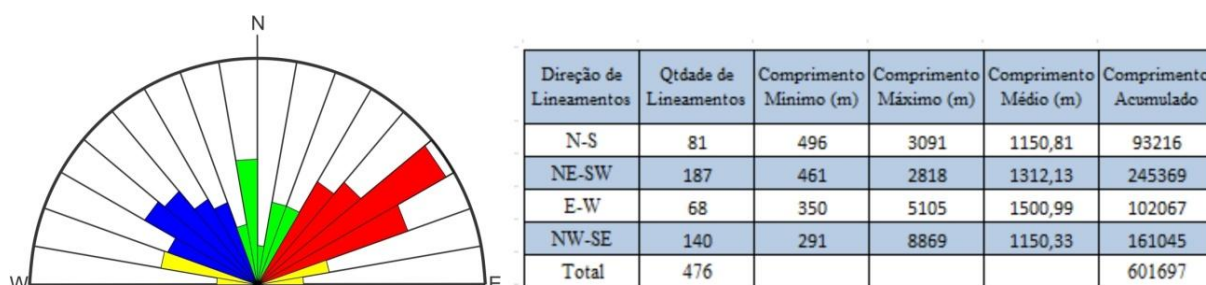 N
W
E
Direção de Lineamentos
Qtdade de Lineamentos
Comprimento Mínimo (m)
Comprimento Máximo (m)
Comprimento Médio (m)
Comprimento Acumulado
N-S 81 496 3091 1150,81 93216
NE-SW 187 461 2818 1312,13 245369
E-W 68 350 5105 1500,99 102067
NW-SE 140 291 8869 1150,33 161045
Total 476 601697